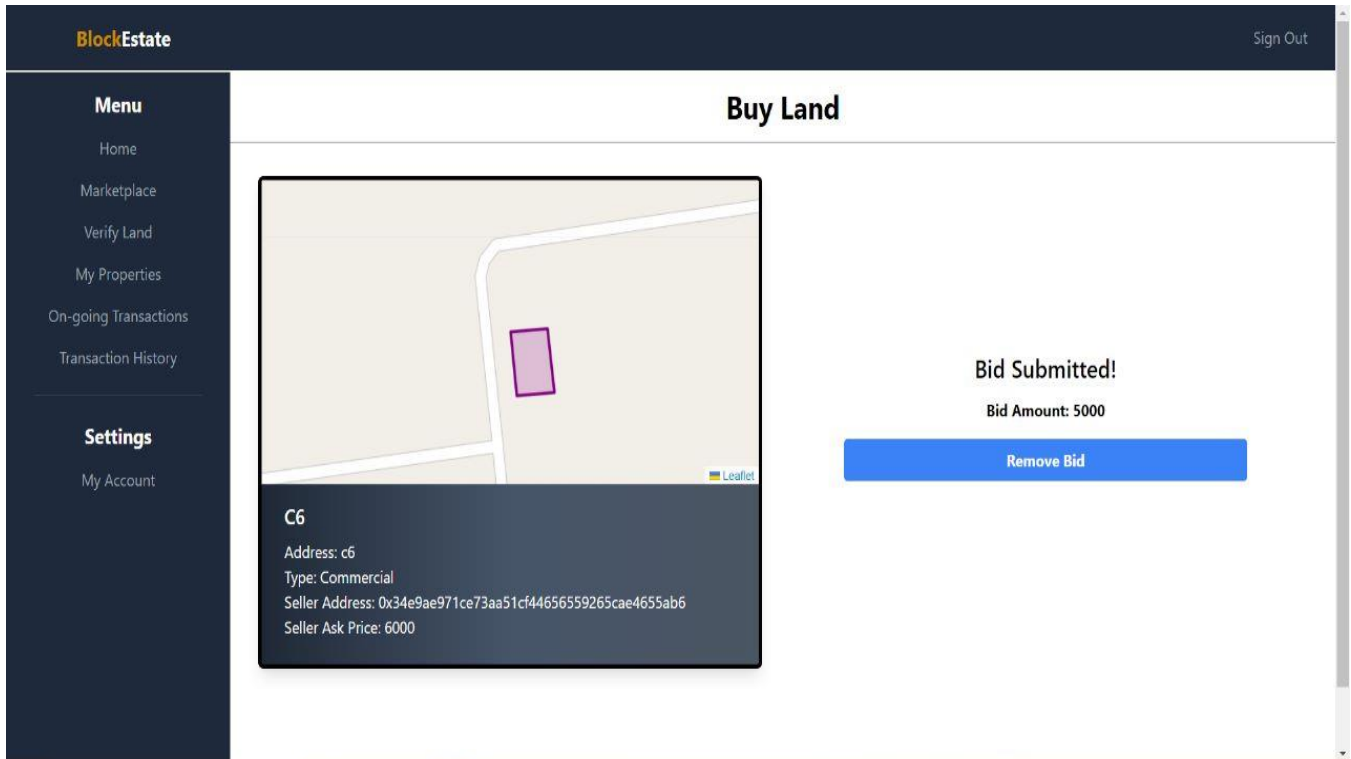 BlockEstate
Sign Out
Menu
Home
Marketplace
Verify Land
My Properties
On-going Transactions
Transaction History
Settings
My Account
Buy Land
Leaflet
C6
Address: c6
Type: Commercial
Seller Address: 0x34e9ae971ce73aa51cf44656559265cae4655ab6
Seller Ask Price: 6000
Bid Submitted!
Bid Amount: 5000
Remove Bid